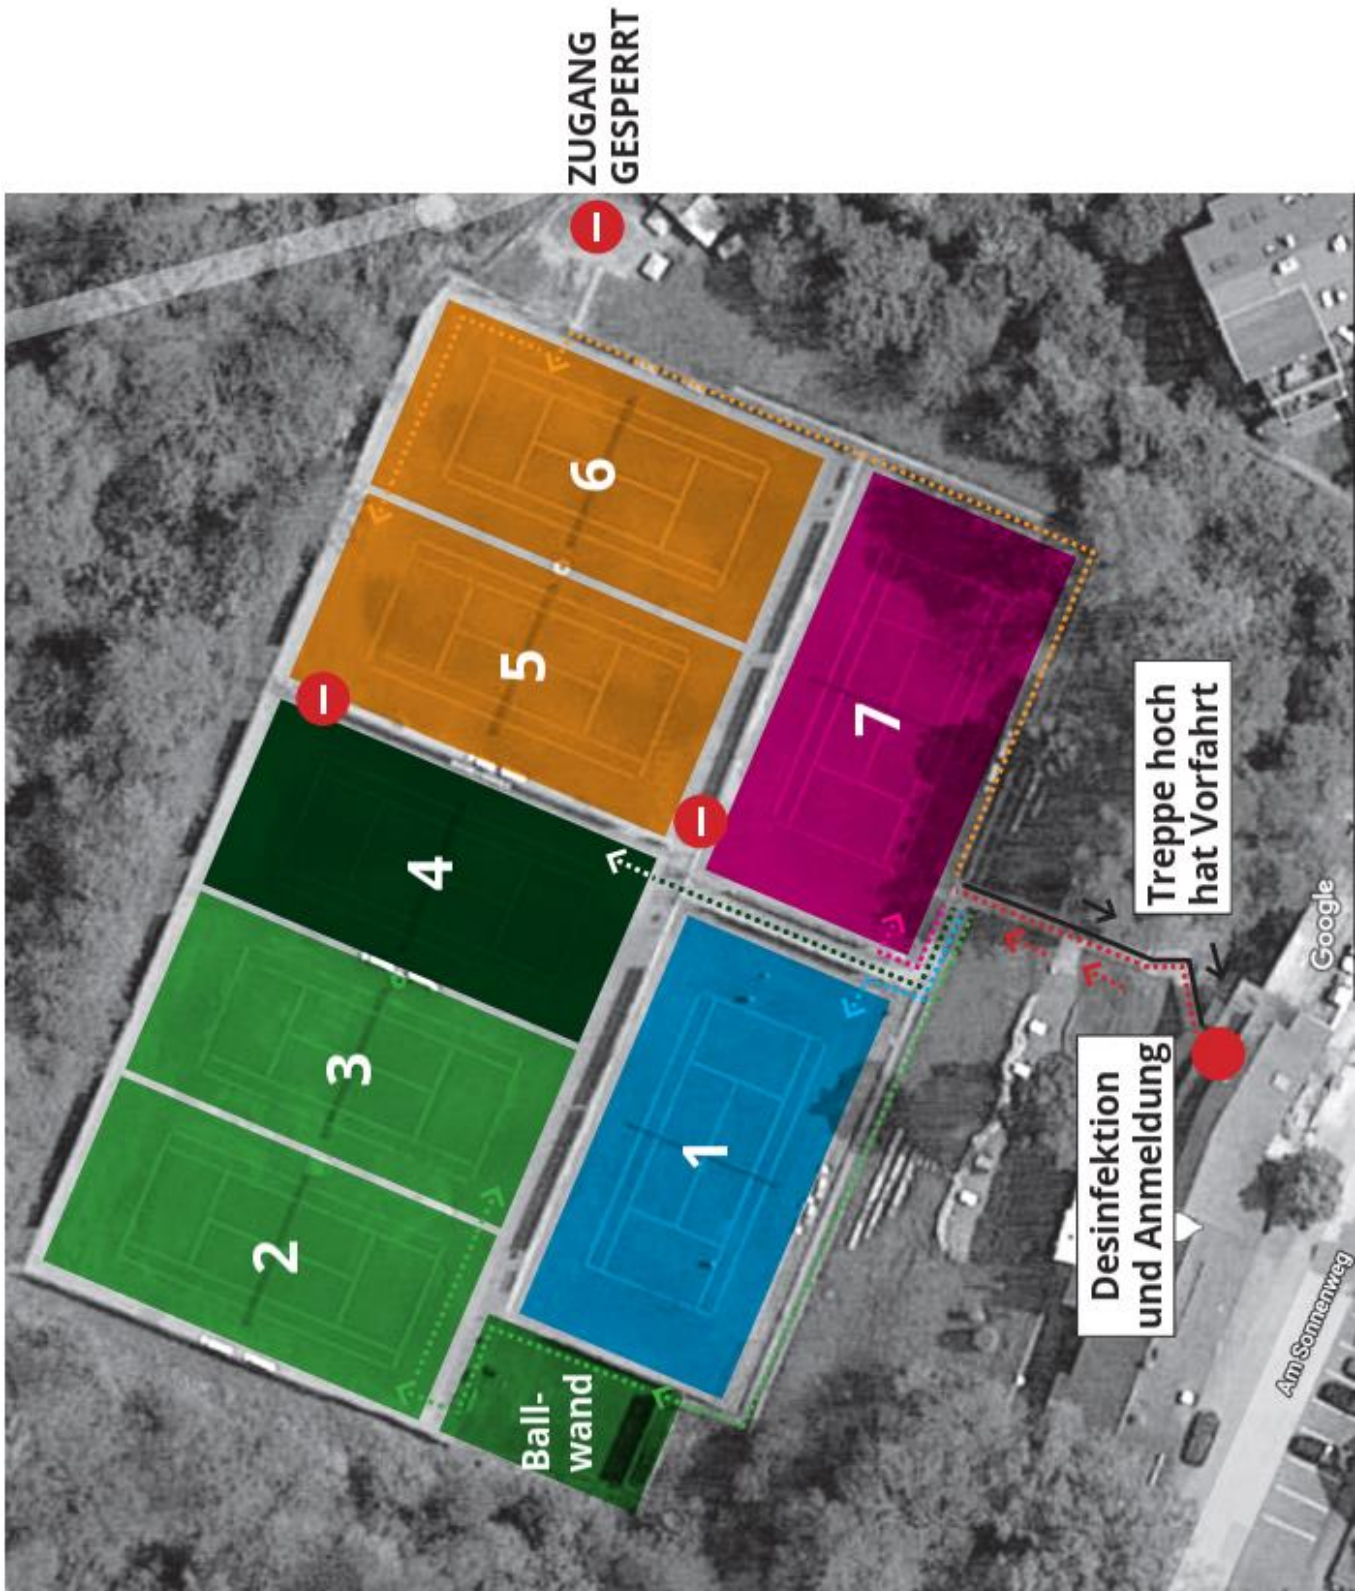 ZUGANG
GESPERRT
2
3
4
5
6
Ball-
wand
1
7
Desinfektion
und Anmeldung
Treppe hoch
hat Vorfahrt
Am Sonnenweg
Google